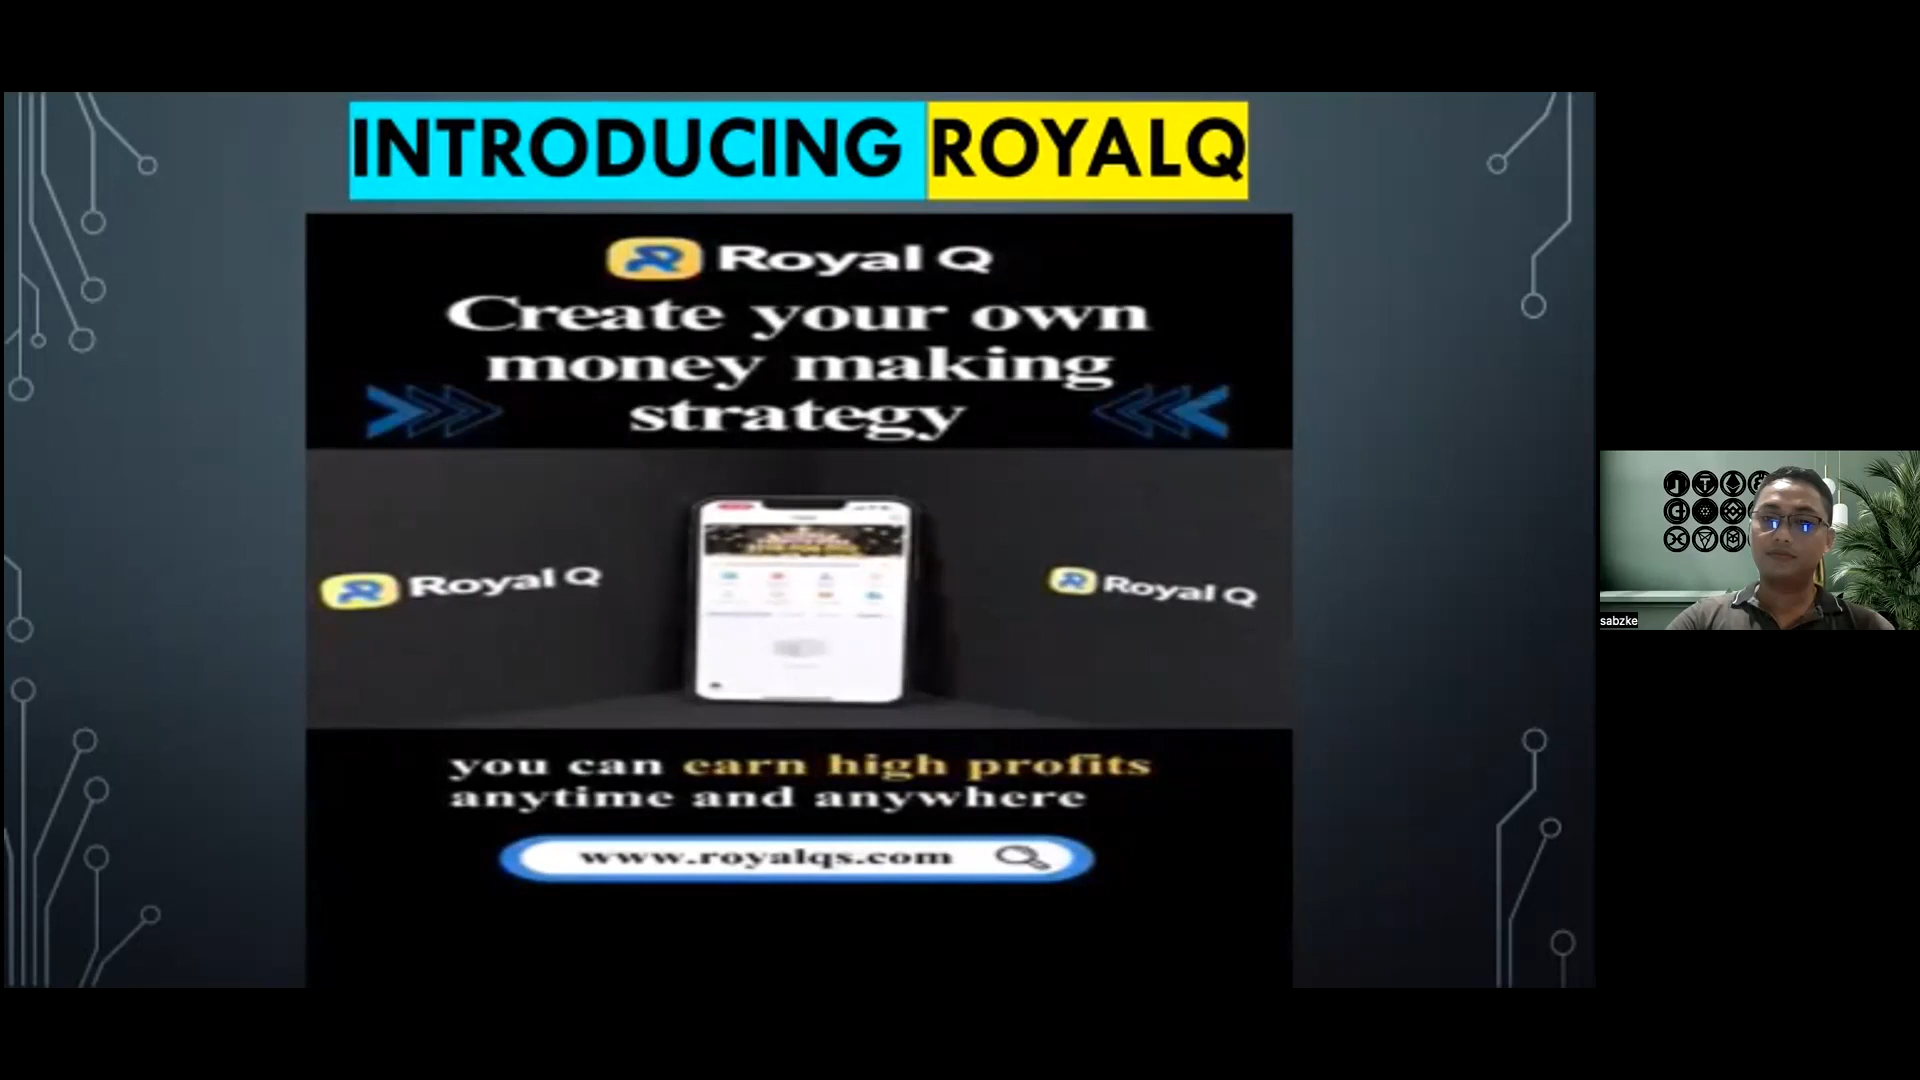 INTRODUCING ROYALQ
Royal Q
Create your own
money making
strategy
Royal Q
Royal Q
you can earn high profits
anytime and anywhere
www.royalqs.com
sabzke